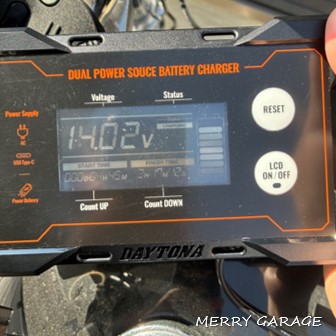 DUAL POWER SOUCE BATTERY CHARGER
Voltage Status
Power Supply
AC
USB Type-C
Power Delivery
14.02v
START TIME FINISH TIME
Count UP Count DOWN
RESET
LCD
ON/OFF
DAYTONA
MERRY GARAGE